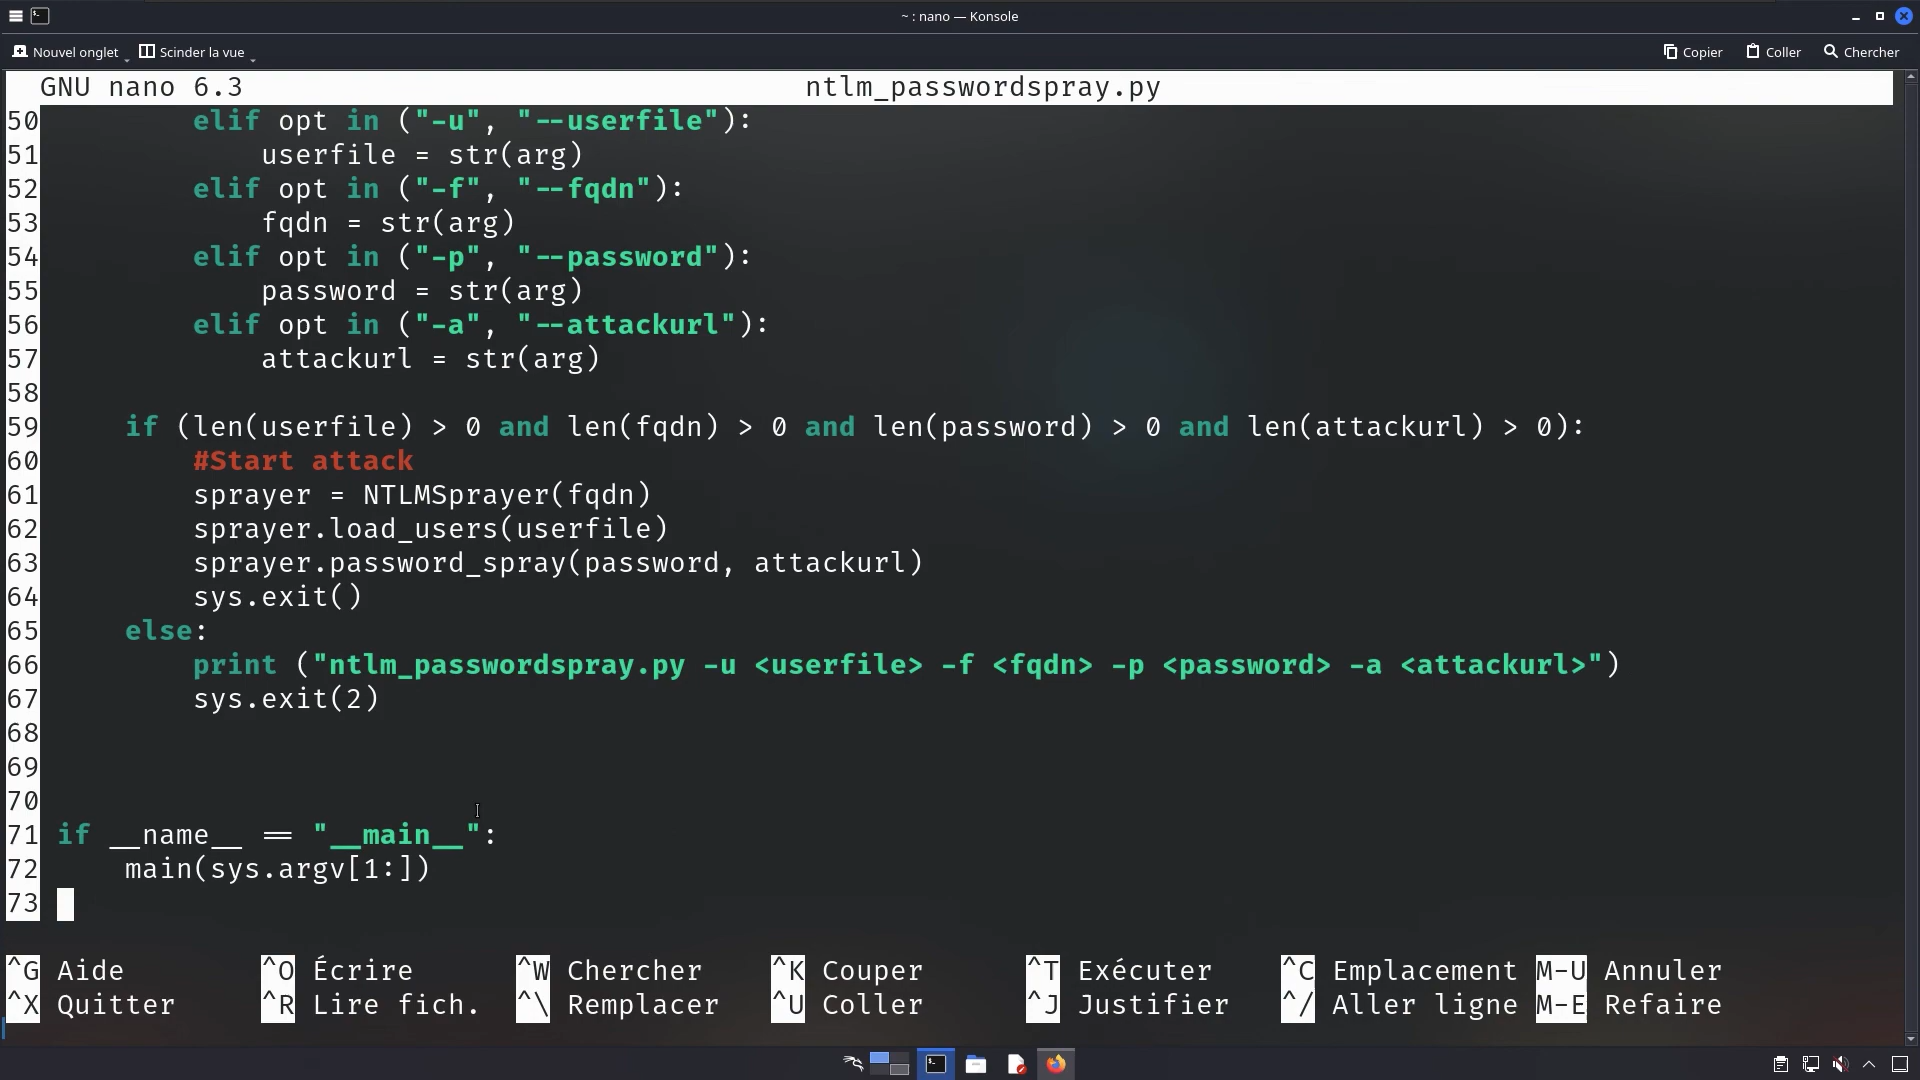 ~ : nano — Konsole
Nouvel onglet Scinder la vue Copier Coller Chercher
GNU nano 6.3 ntlm_passwordspray.py
50 elif opt in ("-u", "--userfile"):
51 userfile = str(arg)
52 elif opt in ("-f", "--fqdn"):
53 fqdn = str(arg)
54 elif opt in ("-p", "--password"):
55 password = str(arg)
56 elif opt in ("-a", "--attackurl"):
57 attackurl = str(arg)
58
59 if (len(userfile) > 0 and len(fqdn) > 0 and len(password) > 0 and len(attackurl) > 0):
60 #Start attack
61 sprayer = NTLMSprayer(fqdn)
62 sprayer.load_users(userfile)
63 sprayer.password_spray(password, attackurl)
64 sys.exit()
65 else:
66 print ("ntlm_passwordspray.py -u <userfile> -f <fqdn> -p <password> -a <attackurl>")
67 sys.exit(2)
68
69
70
71 if __name__ == "__main__":
72 main(sys.argv[1:])
73
^G Aide ^O Écrire ^W Chercher ^K Couper ^T Exécuter ^C Emplacement M-U Annuler
^X Quitter ^R Lire fich. ^\ Remplacer ^U Coller ^J Justifier ^/ Aller ligne M-E Refaire